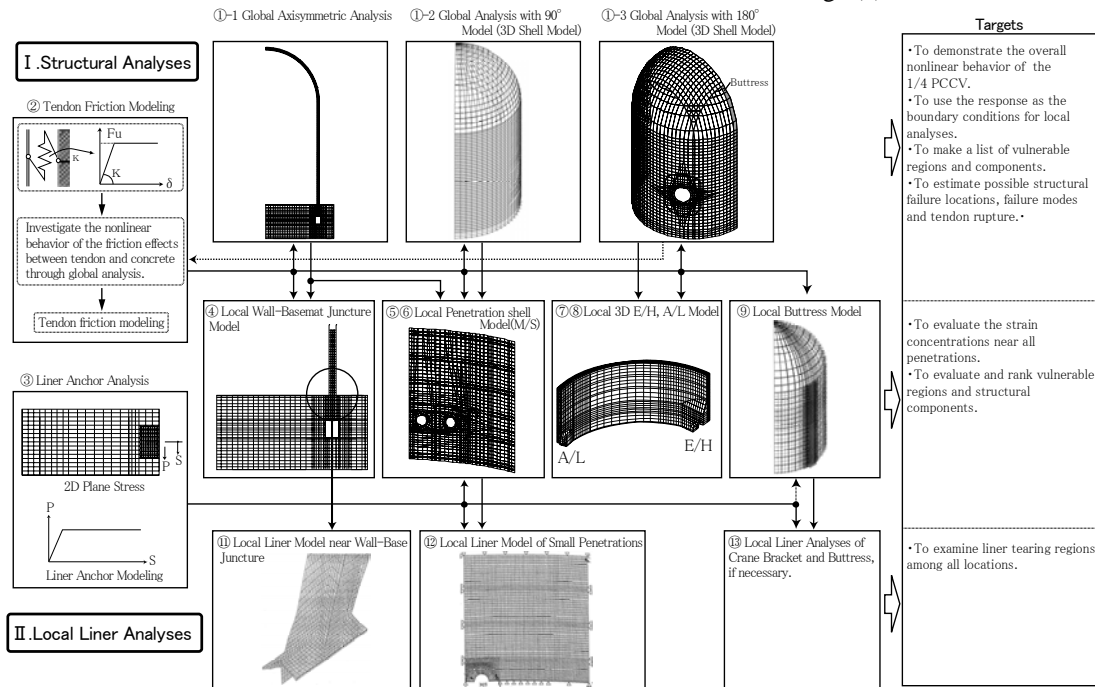 ①-1 Global Axisymmetric Analysis
①-2 Global Analysis with 90°
Model (3D Shell Model)
①-3 Global Analysis with 180°
Model (3D Shell Model)
Buttress
Targets
Ⅰ.Structural Analyses
② Tendon Friction Modeling
Fu
K
K
δ
Investigate the nonlinear
behavior of the friction effects
between tendon and concrete
through global analysis.
Tendon friction modeling
・To demonstrate the overall
nonlinear behavior of the
1/4 PCCV.
・To use the response as the
boundary conditions for local
analyses.
・To make a list of vulnerable
regions and components.
・To estimate possible structural
failure locations, failure modes
and tendon rupture.・
④ Local Wall-Basemat Juncture
Model
⑤⑥ Local Penetration shell
Model(M/S)
⑦⑧ Local 3D E/H, A/L Model
A/L
E/H
⑨ Local Buttress Model
・To evaluate the strain
concentrations near all
penetrations.
・To evaluate and rank vulnerable
regions and structural
components.
③ Liner Anchor Analysis
P
S
2D Plane Stress
P
S
Liner Anchor Modeling
⑪ Local Liner Model near Wall-Base
Juncture
⑫ Local Liner Model of Small Penetrations
⑬ Local Liner Analyses of
Crane Bracket and Buttress,
if necessary.
・To examine liner tearing regions
among all locations.
Ⅱ.Local Liner Analyses